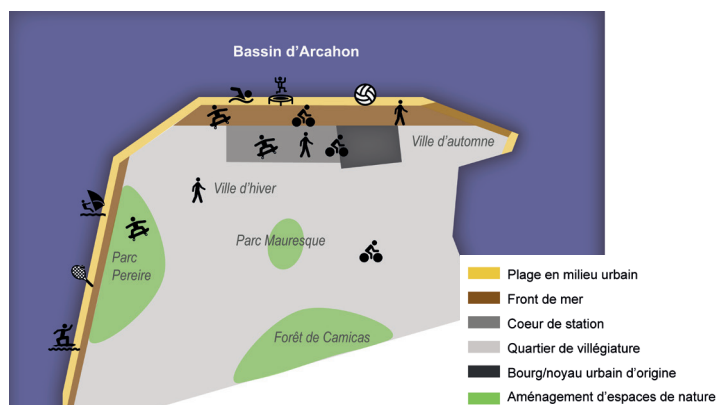 Bassin d'Arcahon
Ville d'automne
Ville d'hiver
Parc Mauresque
Parc
Pereire
Forêt de Camicas
Plage en milieu urbain
Front de mer
Coeur de station
Quartier de villégiature
Bourg/noyau urbain d'origine
Aménagement d'espaces de nature